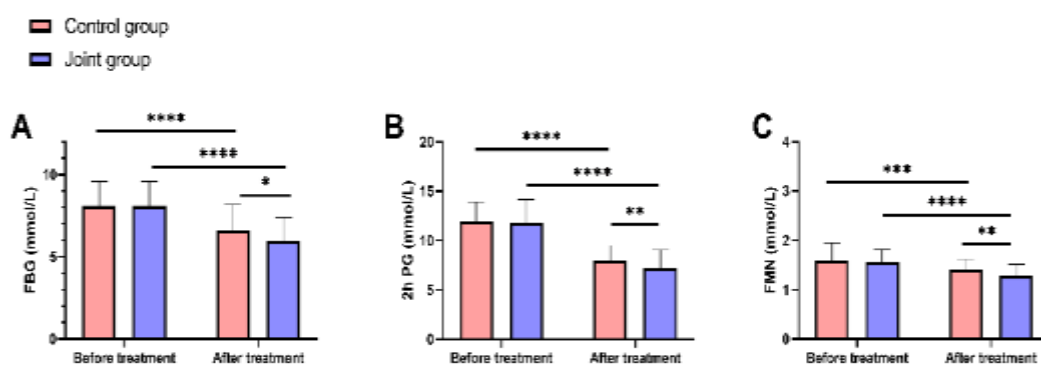 Control group
Joint group
A
FBG (mmol/L)
10
5
0
****
****
*
Before treatment
After treatment
B
2h PG (mmol/L)
20
15
10
5
0
****
****
**
Before treatment
After treatment
C
FMN (mmol/L)
4
3
2
1
0
***
****
**
Before treatment
After treatment